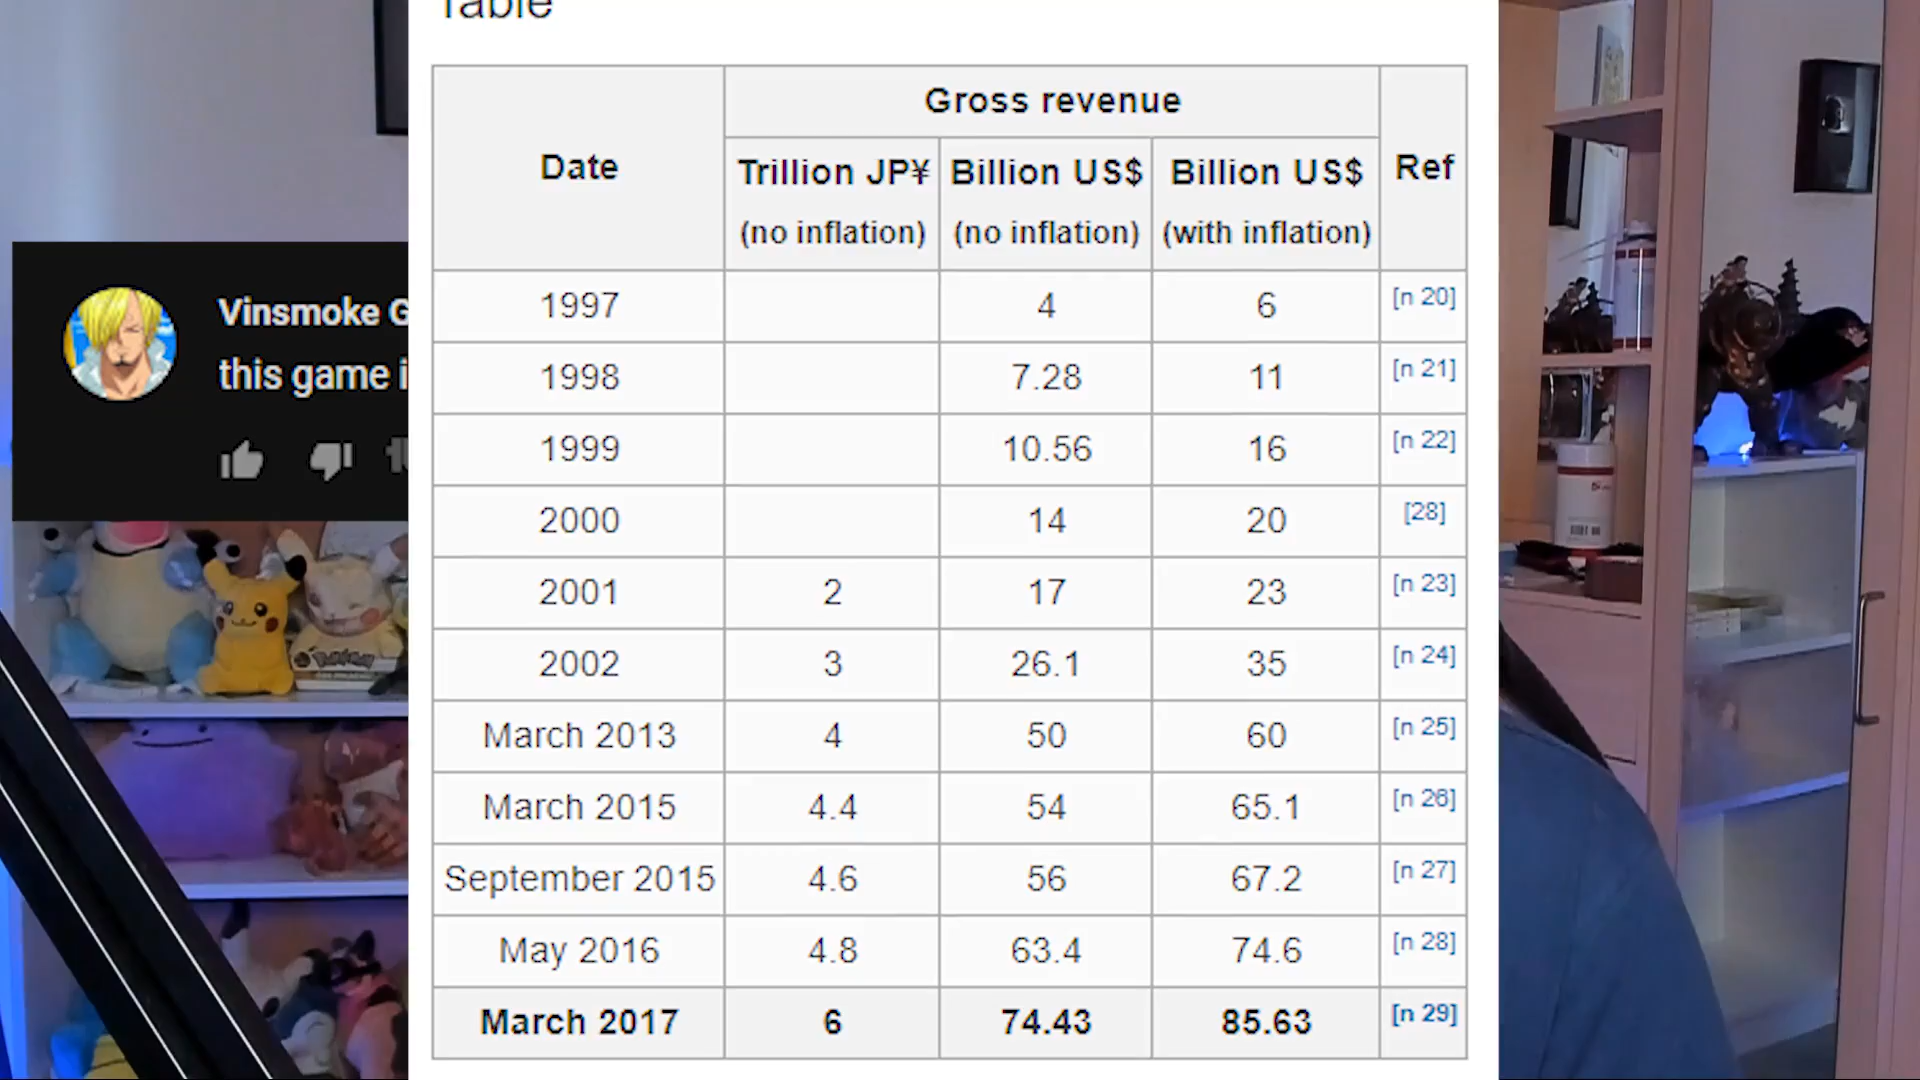 Table
Gross revenue
Date
Trillion JP¥ Billion US$ Billion US$ Ref
(no inflation) (no inflation) (with inflation)
1997 4 6 [n 20]
1998 7.28 11 [n 21]
1999 10.56 16 [n 22]
2000 14 20 [28]
2001 2 17 23 [n 23]
2002 3 26.1 35 [n 24]
March 2013 4 50 60 [n 25]
March 2015 4.4 54 65.1 [n 26]
September 2015 4.6 56 67.2 [n 27]
May 2016 4.8 63.4 74.6 [n 28]
March 2017 6 74.43 85.63 [n 29]
Vinsmoke G
this game i